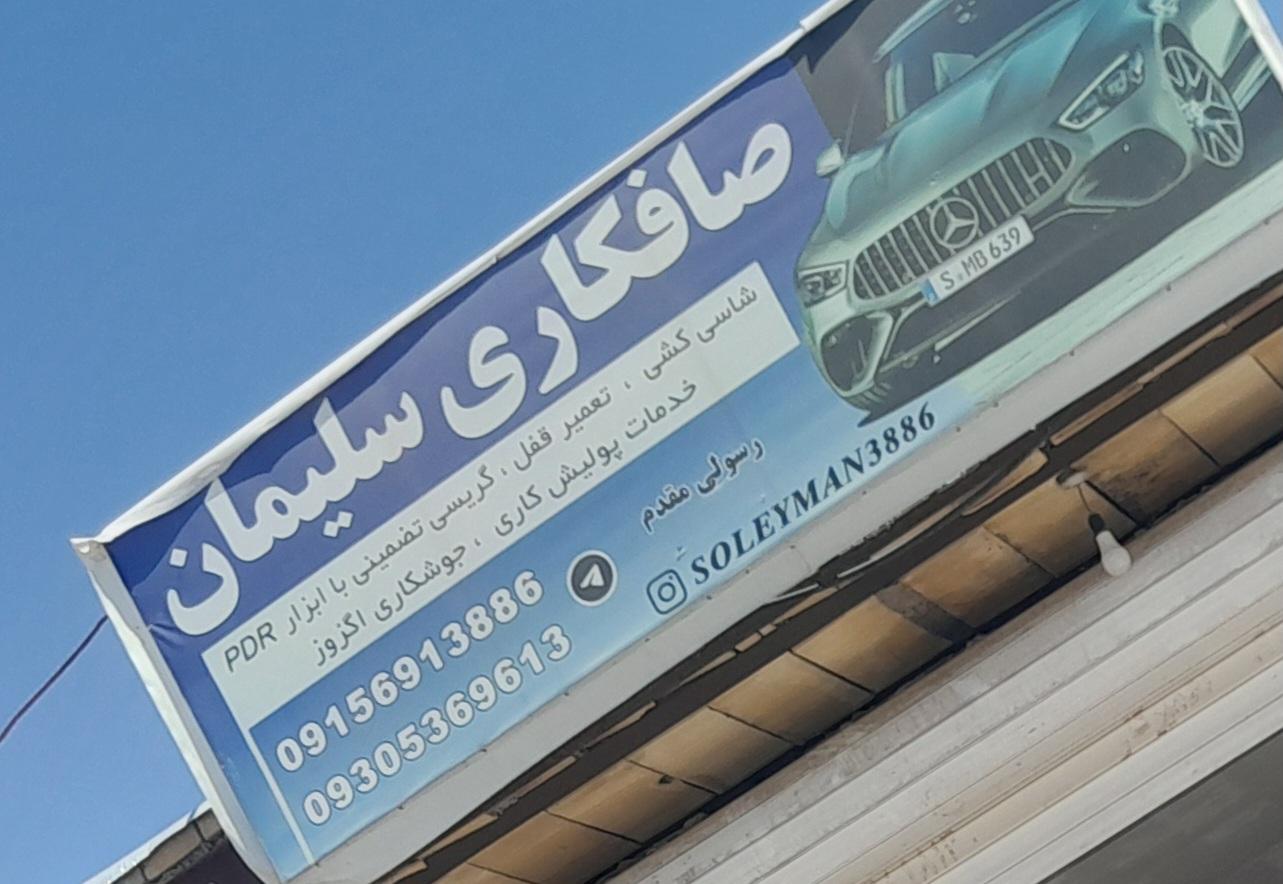 صافکاری سلیمان
شاسی کشی ، تعمیر قفل ، گریسی تضمینی با ابزار PDR
خدمات پولیش کاری ، جوشکاری اگزوز
رسولی مقدم
09156913886
SOLEYMAN3886
09305369613
S MB 639